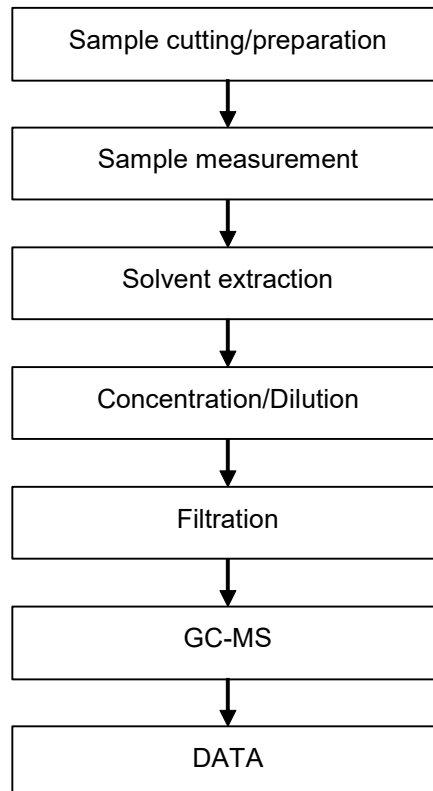 Sample cutting/preparation
Sample measurement
Solvent extraction
Concentration/Dilution
Filtration
GC-MS
DATA